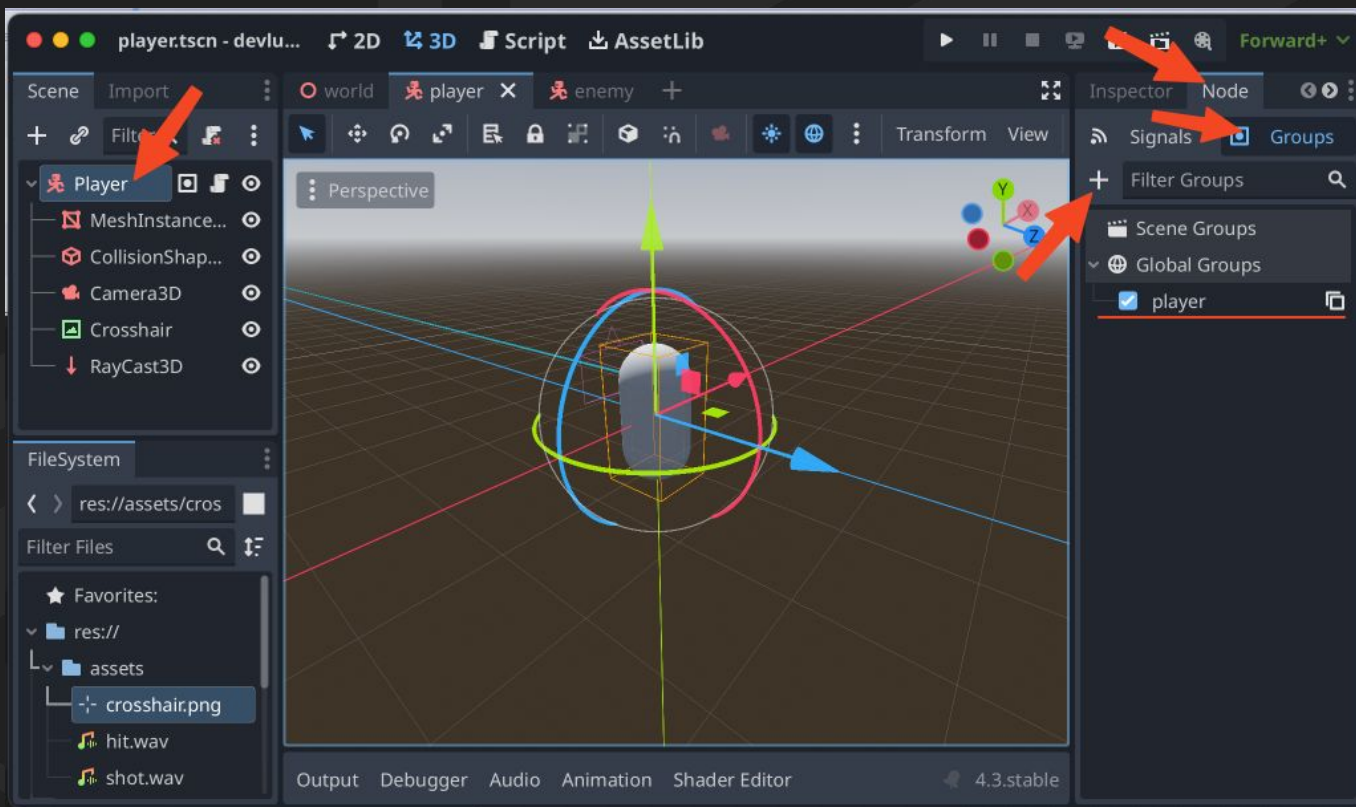 player.tscn - devlu...
2D
3D
Script
AssetLib
Forward+
Scene
Import
world
player
enemy
Inspector
Node
Transform
View
Signals
Groups
Player
MeshInstance...
CollisionShap...
Camera3D
Crosshair
RayCast3D
Perspective
Y
X
Z
Filter Groups
Scene Groups
Global Groups
player
FileSystem
res://assets/cros
Filter Files
Favorites:
res://
assets
crosshair.png
hit.wav
shot.wav
Output
Debugger
Audio
Animation
Shader Editor
4.3.stable